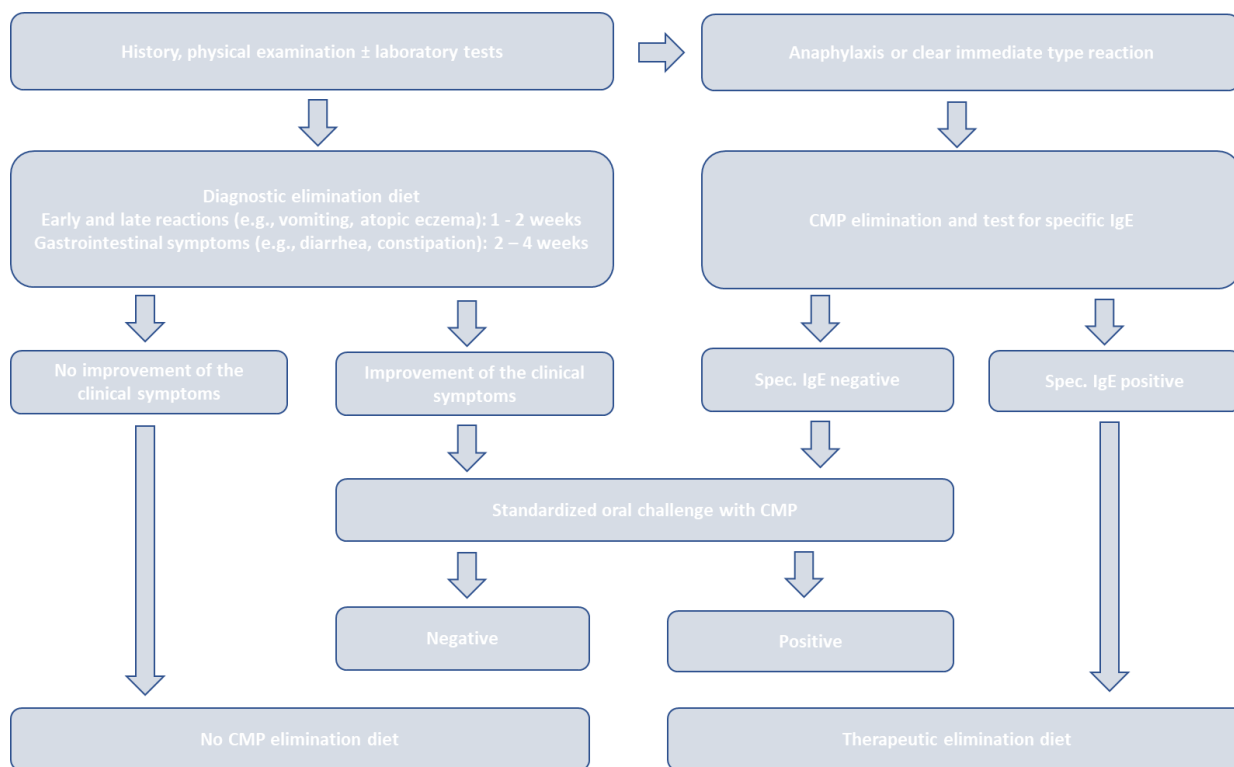 History, physical examination ± laboratory tests
Anaphylaxis or clear immediate type reaction
Diagnostic elimination diet
Early and late reactions (e.g., vomiting, atopic eczema): 1 - 2 weeks
Gastrointestinal symptoms (e.g., diarrhea, constipation): 2 – 4 weeks
CMP elimination and test for specific IgE
No improvement of the
clinical symptoms
Improvement of the clinical
symptoms
Spec. IgE negative
Spec. IgE positive
Standardized oral challenge with CMP
Negative
Positive
No CMP elimination diet
Therapeutic elimination diet